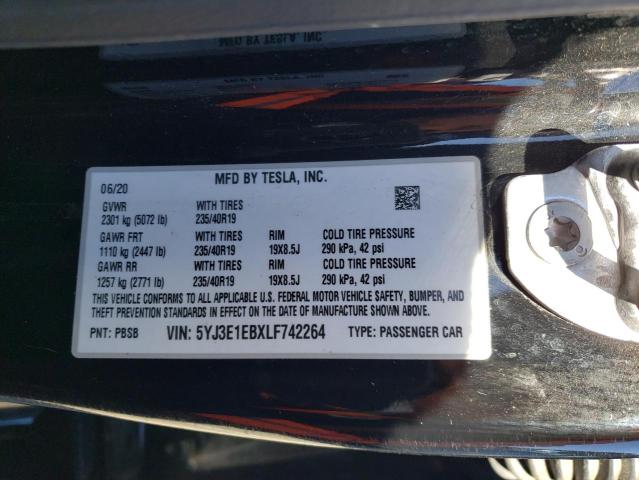 MFD BY TESLA, INC.
MFD BY TESLA, INC.
06/20
GVWR WITH TIRES
2301 kg (5072 lb) 235/40R19
GAWR FRT WITH TIRES RIM COLD TIRE PRESSURE
1110 kg (2447 lb) 235/40R19 19X8.5J 290 kPa, 42 psi
GAWR RR WITH TIRES RIM COLD TIRE PRESSURE
1257 kg (2771 lb) 235/40R19 19X8.5J 290 kPa, 42 psi
THIS VEHICLE CONFORMS TO ALL APPLICABLE U.S. FEDERAL MOTOR VEHICLE SAFETY, BUMPER, AND
THEFT PREVENTION STANDARDS IN EFFECT ON THE DATE OF MANUFACTURE SHOWN ABOVE.
PNT: PBSB VIN: 5YJ3E1EBXLF742264 TYPE: PASSENGER CAR